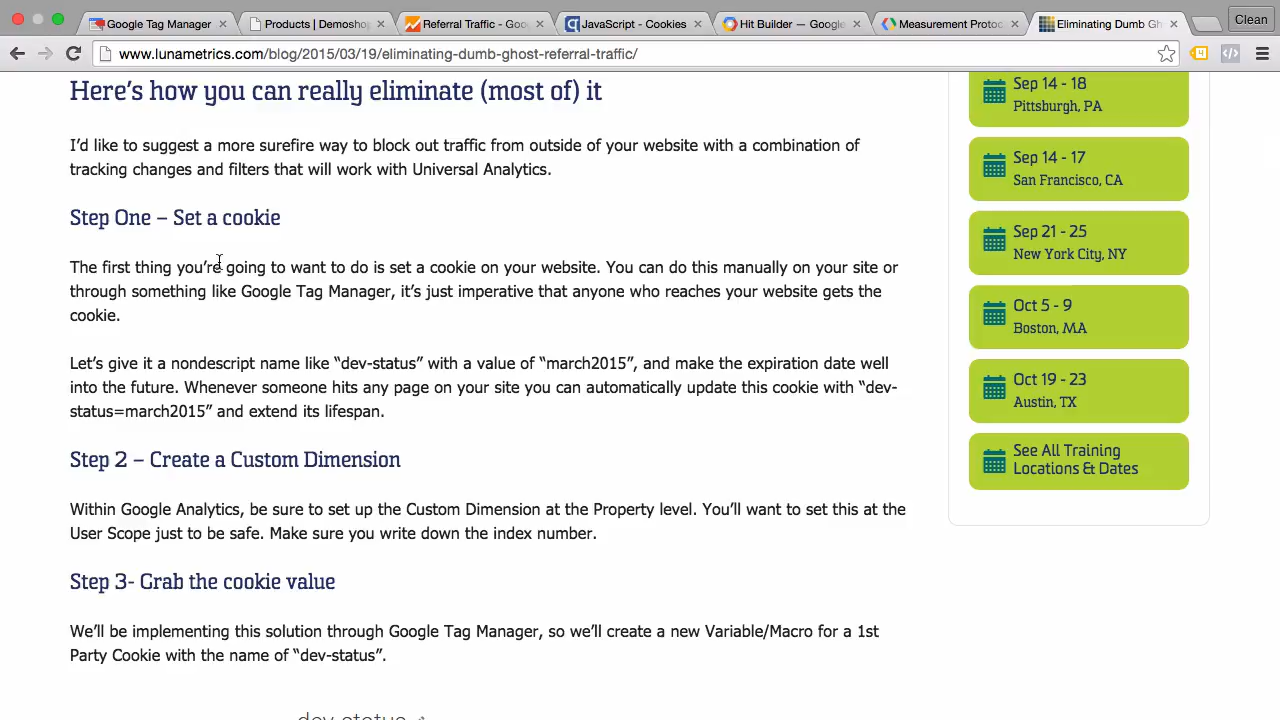 Google Tag Manager
Products | Demoshop
Referral Traffic - Goo
JavaScript - Cookies
Hit Builder — Google
Measurement Protoc
Eliminating Dumb Gh
Clean
www.lunametrics.com/blog/2015/03/19/eliminating-dumb-ghost-referral-traffic/
Here's how you can really eliminate (most of) it
I'd like to suggest a more surefire way to block out traffic from outside of your website with a combination of
tracking changes and filters that will work with Universal Analytics.
Step One – Set a cookie
The first thing you're going to want to do is set a cookie on your website. You can do this manually on your site or
through something like Google Tag Manager, it's just imperative that anyone who reaches your website gets the
cookie.
Let's give it a nondescript name like “dev-status” with a value of “march2015”, and make the expiration date well
into the future. Whenever someone hits any page on your site you can automatically update this cookie with “dev-
status=march2015” and extend its lifespan.
Step 2 – Create a Custom Dimension
Within Google Analytics, be sure to set up the Custom Dimension at the Property level. You'll want to set this at the
User Scope just to be safe. Make sure you write down the index number.
Step 3- Grab the cookie value
We'll be implementing this solution through Google Tag Manager, so we'll create a new Variable/Macro for a 1st
Party Cookie with the name of “dev-status”.
dev-status
Sep 14 - 18
Pittsburgh, PA
Sep 14 - 17
San Francisco, CA
Sep 21 - 25
New York City, NY
Oct 5 - 9
Boston, MA
Oct 19 - 23
Austin, TX
See All Training
Locations & Dates